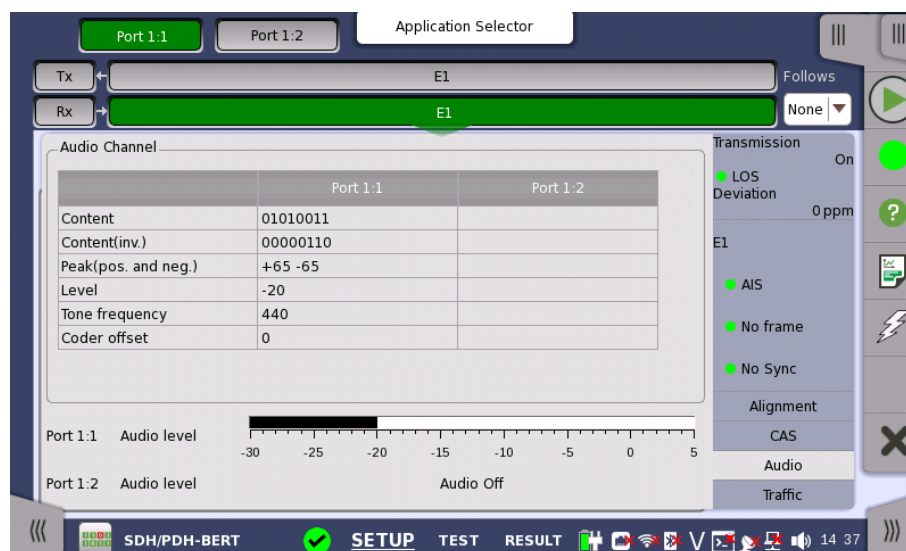 Port 1:1 Port 1:2 Application Selector
Tx E1 Follows
Rx E1 None
Audio Channel
Port 1:1 Port 1:2
Content 01010011
Content(inv.) 00000110
Peak(pos. and neg.) +65 -65
Level -20
Tone frequency 440
Coder offset 0
Transmission
On
LOS
Deviation
0 ppm
E1
AIS
No frame
No Sync
Alignment
CAS
Audio
Traffic
Port 1:1 Audio level
-30 -25 -20 -15 -10 -5 0 5
Port 1:2 Audio level Audio Off
SDH/PDH-BERT SETUP TEST RESULT V 14 37